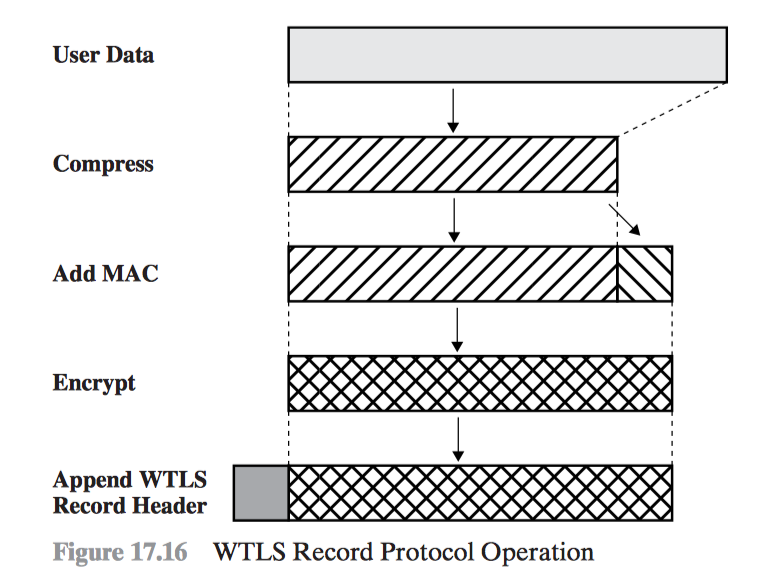 User Data
Compress
Add MAC
Encrypt
Append WTLS
Record Header
Figure 17.16 WTLS Record Protocol Operation